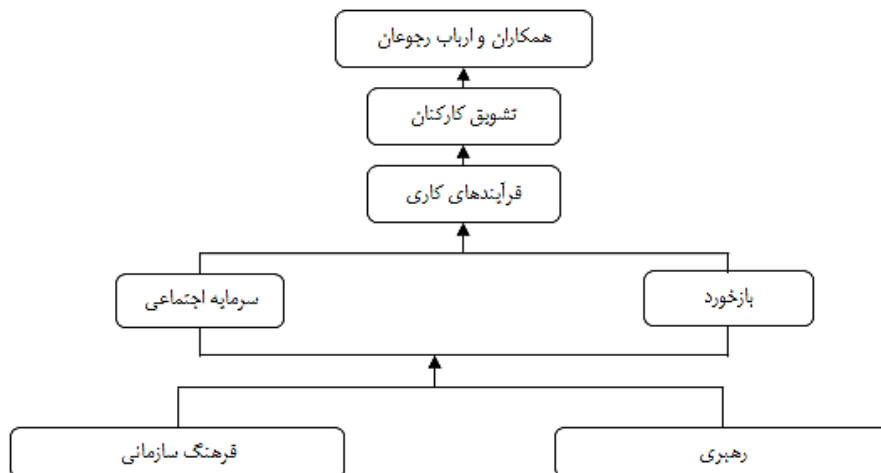 همکاران و ارباب رجوعان
تشویق کارکنان
فرآیندهای کاری
بازخورد
سرمایه اجتماعی
رهبری
فرهنگ سازمانی